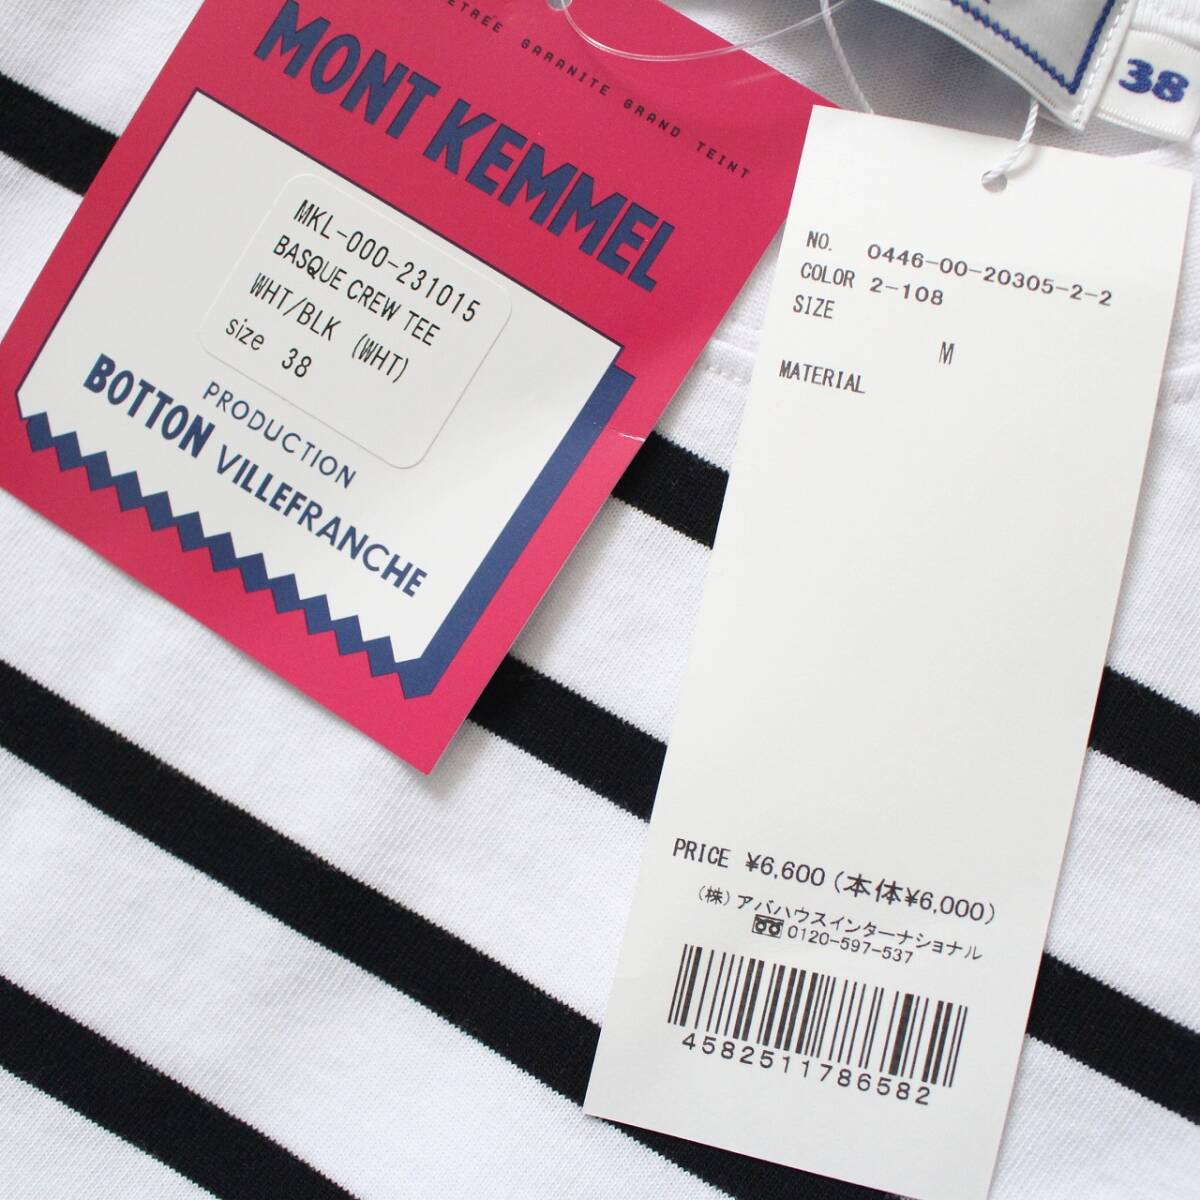 GARANITE GRAND TEINT
MONT KEMMEL
MKL-000-231015
BASQUE CREW TEE
WHT/BLK (WHT)
size 38
PRODUCTION
BOTTON VILLEFRANCHE
38
NO. 0446-00-20305-2-2
COLOR 2-108
SIZE
M
MATERIAL
PRICE ¥6,600(本体¥6,000)
(株)アバハウスインターナショナル
0120-597-537
4582511786582